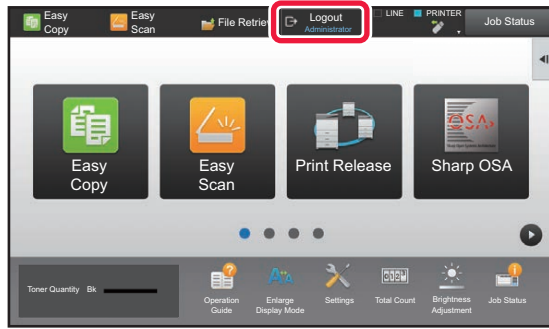 Easy
Copy
Easy
Scan
File Retrie
Logout
Administrator
LINE
PRINTER
Job Status
Easy
Copy
Easy
Scan
Print Release
Sharp OSA
Toner Quantity Bk
Operation
Guide
Enlarge
Display Mode
Settings
Total Count
Brightness
Adjustment
Job Status